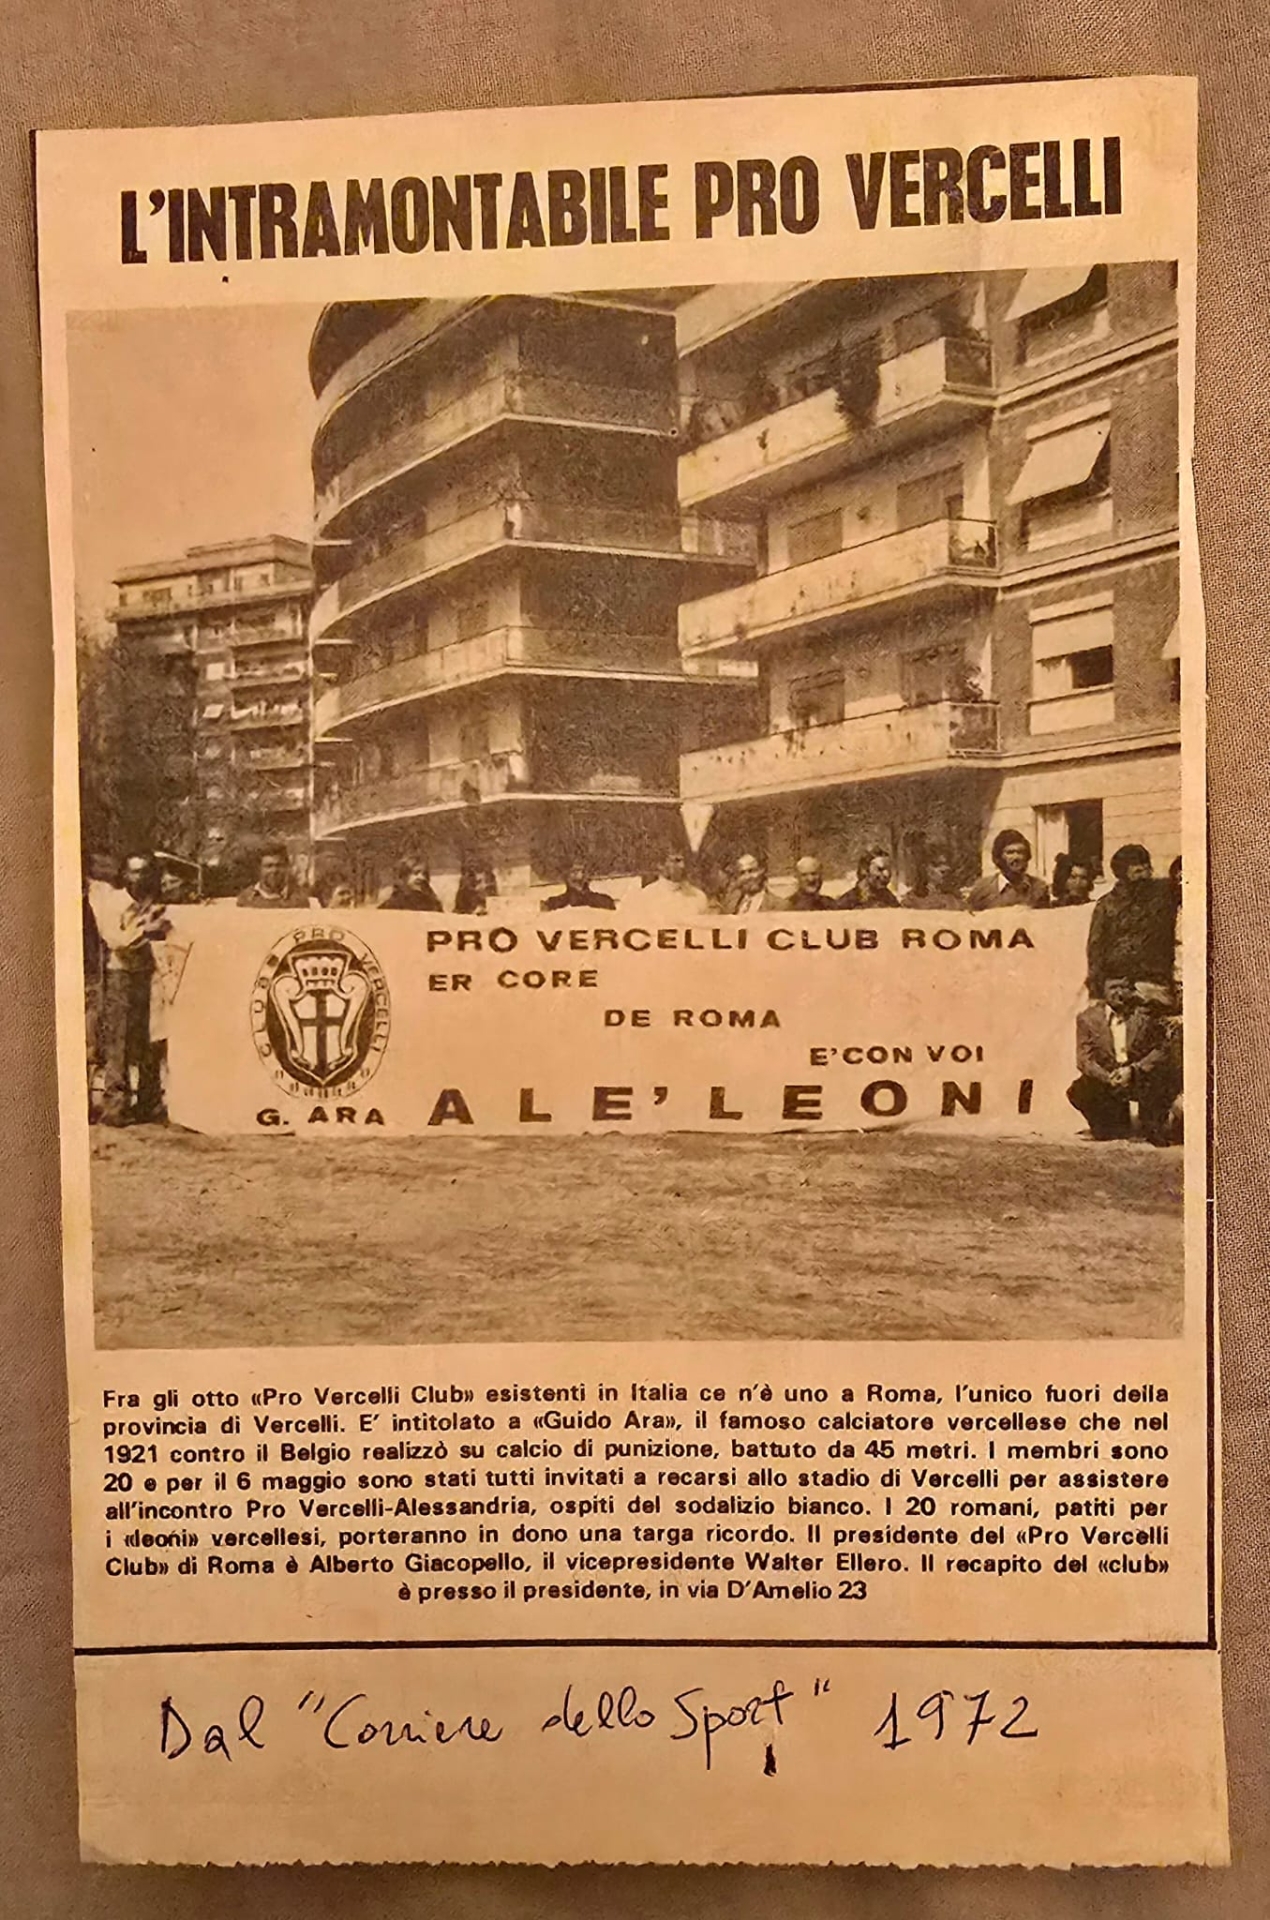 L'INTRAMONTABILE PRO VERCELLI
CLUBS PRO VERCELLI
G. ARA
PRO VERCELLI CLUB ROMA
ER CORE
DE ROMA
E'CON VOI
ALE'LEONI
Fra gli otto «Pro Vercelli Club» esistenti in Italia ce n'è uno a Roma, l'unico fuori della
provincia di Vercelli. E' intitolato a «Guido Ara», il famoso calciatore vercellese che nel
1921 contro il Belgio realizzò su calcio di punizione, battuto da 45 metri. I membri sono
20 e per il 6 maggio sono stati tutti invitati a recarsi allo stadio di Vercelli per assistere
all'incontro Pro Vercelli-Alessandria, ospiti del sodalizio bianco. I 20 romani, patiti per
i «leoni» vercellesi, porteranno in dono una targa ricordo. Il presidente del «Pro Vercelli
Club» di Roma è Alberto Giacopello, il vicepresidente Walter Ellero. Il recapito del «club»
è presso il presidente, in via D'Amelio 23
Dal "Corriere dello Sport" 1972